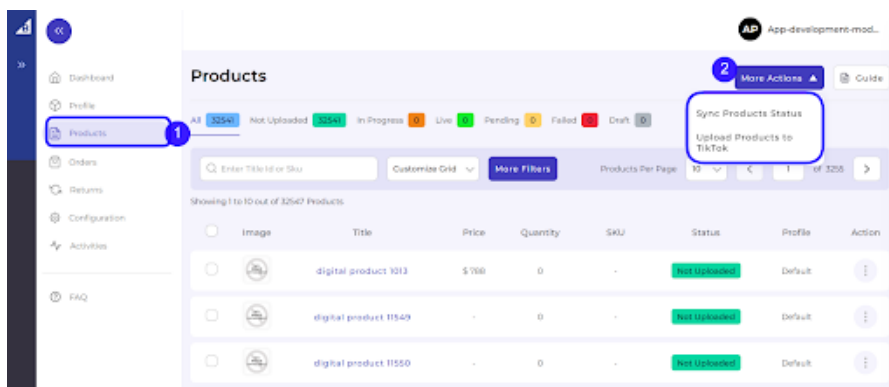 AP App-development-mod...
Dashboard
Profile
Products
1
Orders
Returns
Configuration
Activities
FAQ
Products
2
More Actions
Guide
Sync Products Status
Upload Products to
TikTok
All 32541 Not Uploaded 32541 In Progress 0 Live 0 Pending 0 Failed 0 Draft 0
Enter Title Id or Sku
Customize Grid
More Filters
Products Per Page 10 1 of 3255
Showing 1 to 10 out of 32547 Products
Image Title Price Quantity SKU Status Profile Action
digital product 1013 $788 0 - Not Uploaded Default
digital product 11549 - 0 - Not Uploaded Default
digital product 11550 - 0 - Not Uploaded Default